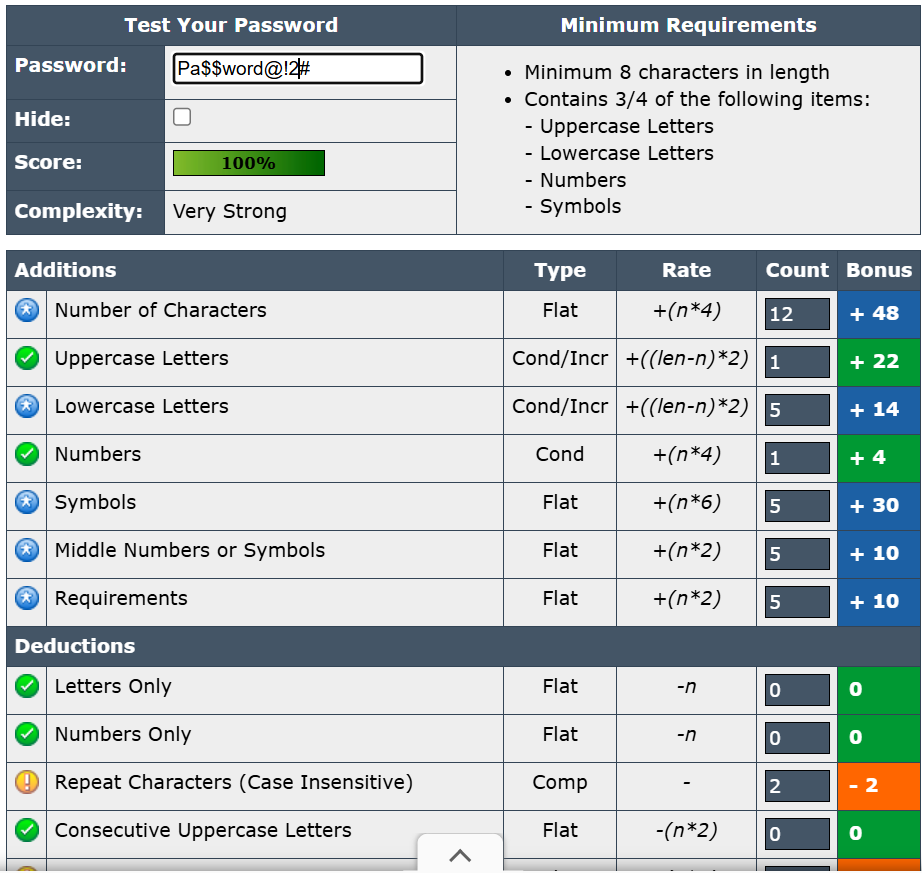 Test Your Password
Minimum Requirements
Password:
Pa$$word@!2#
Hide:
Score:
100%
Complexity:
Very Strong
• Minimum 8 characters in length
• Contains 3/4 of the following items:
- Uppercase Letters
- Lowercase Letters
- Numbers
- Symbols
Additions Type Rate Count Bonus
Number of Characters Flat +(n*4) 12 + 48
Uppercase Letters Cond/Incr +((len-n)*2) 1 + 22
Lowercase Letters Cond/Incr +((len-n)*2) 5 + 14
Numbers Cond +(n*4) 1 + 4
Symbols Flat +(n*6) 5 + 30
Middle Numbers or Symbols Flat +(n*2) 5 + 10
Requirements Flat +(n*2) 5 + 10
Deductions
Letters Only Flat -n 0 0
Numbers Only Flat -n 0 0
Repeat Characters (Case Insensitive) Comp - 2 - 2
Consecutive Uppercase Letters Flat -(n*2) 0 0